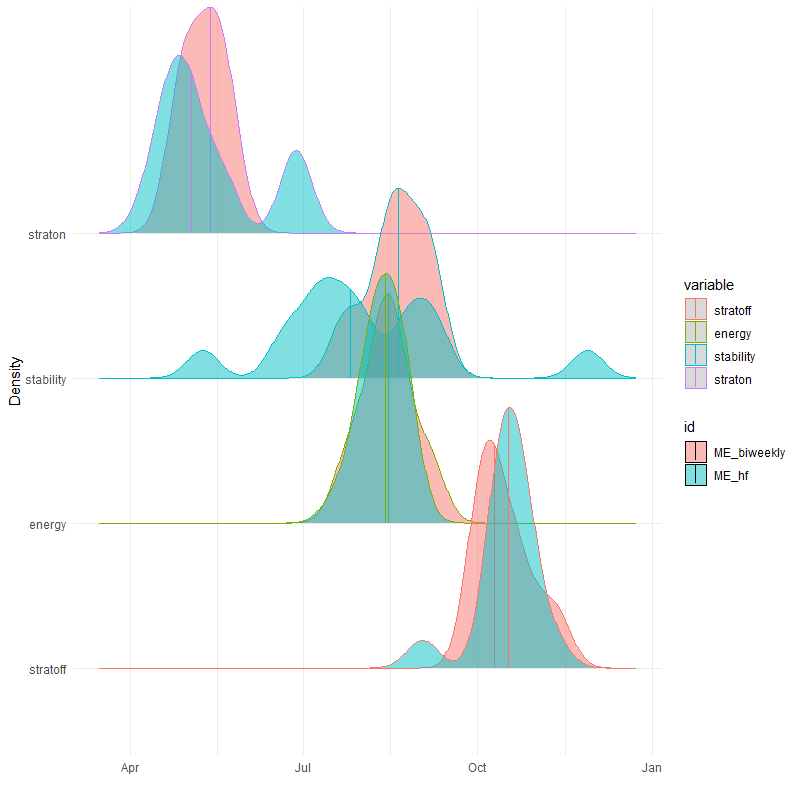 straton
stability
energy
stratoff
Density
Apr
Jul
Oct
Jan
variable
stratoff
energy
stability
straton
id
ME_biweekly
ME_hf